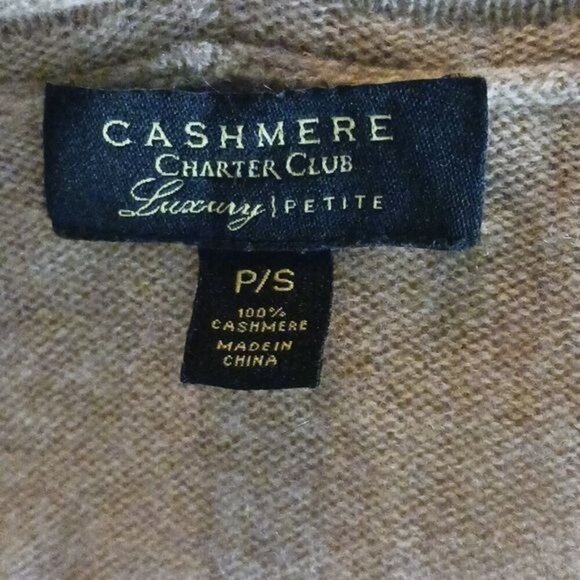 CASHMERE
CHARTER CLUB
Luxury | PETITE
P/S
100%
CASHMERE
MADE IN
CHINA